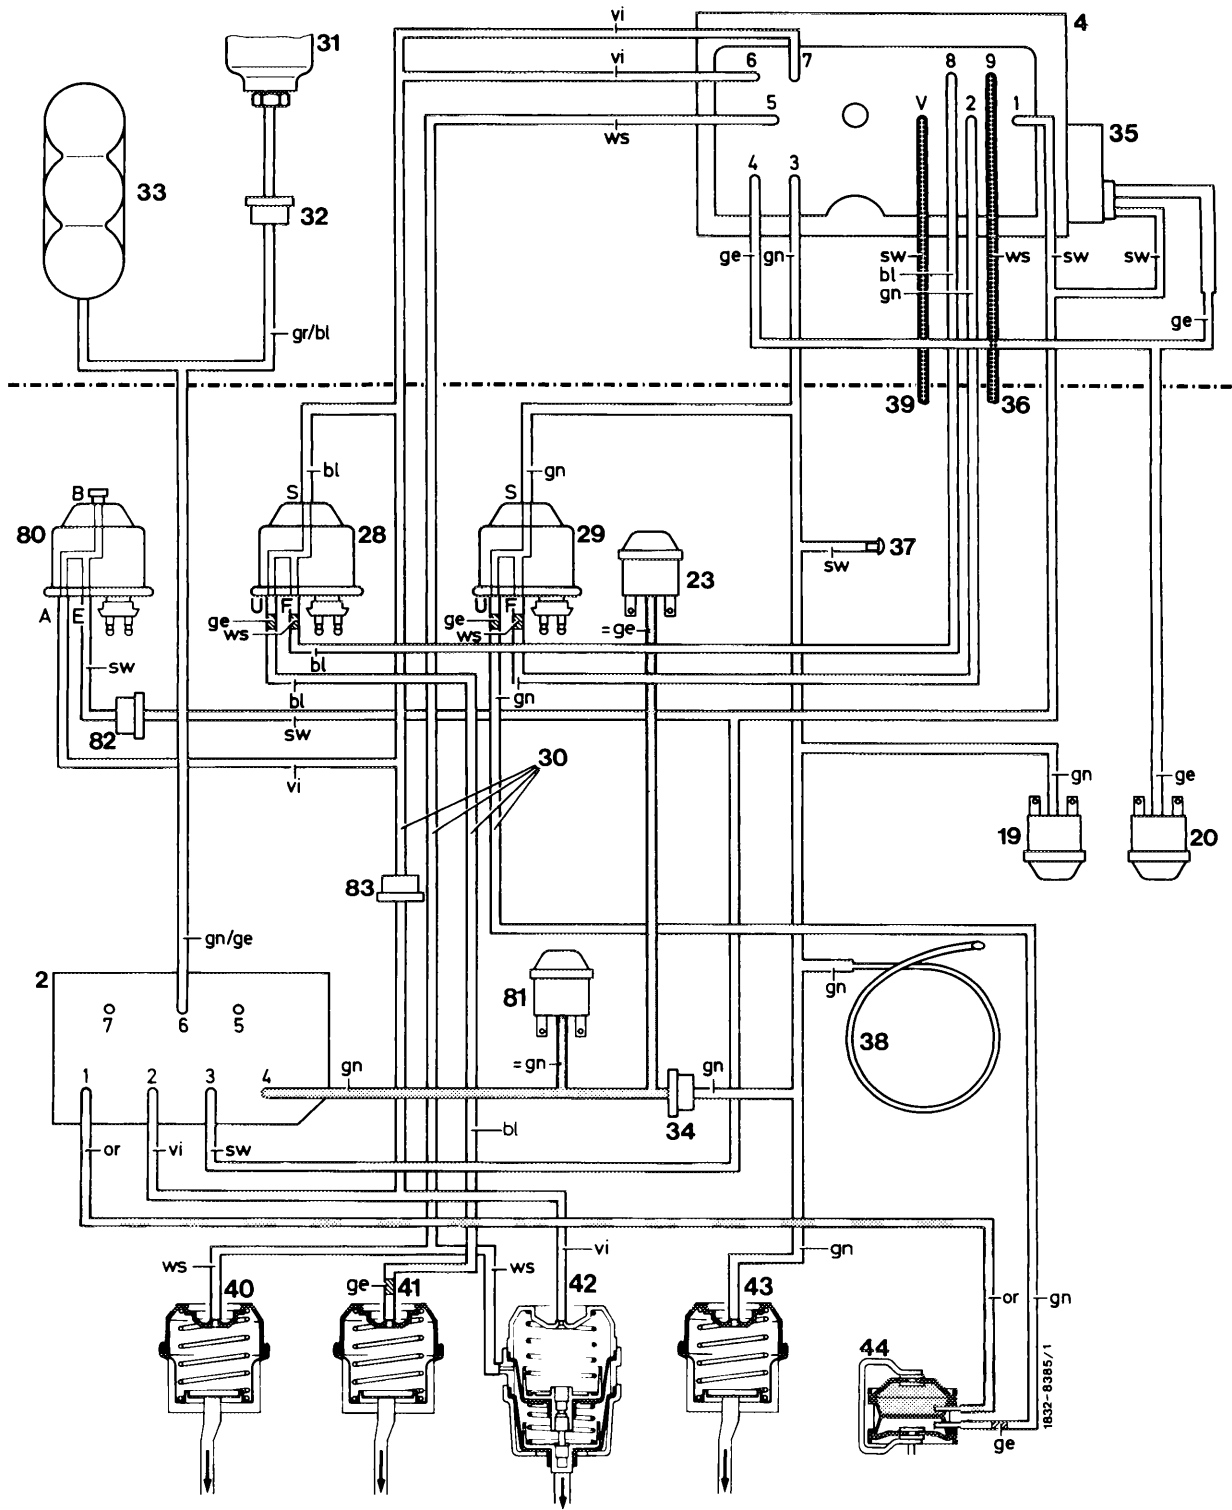 vi
4
31
vi
6
7
8
9
5
V
2
1
35
ws
4
3
33
32
ge
gn
sw
ws
sw
sw
bl
gn
gr/bl
ge
39
36
bl
gn
B
S
S
80
28
29
37
23
sw
A
E
U
F
U
F
ge
ws
ge
ws
=ge
sw
bl
bl
gn
82
sw
30
vi
gn
ge
19
20
83
gn/ge
2
81
gn
7
6
5
38
=gn
gn
gn
1
2
3
4
34
bl
or
vi
sw
vi
gn
ws
ws
40
ge
41
42
43
or
gn
44
1832-8385/1
ge